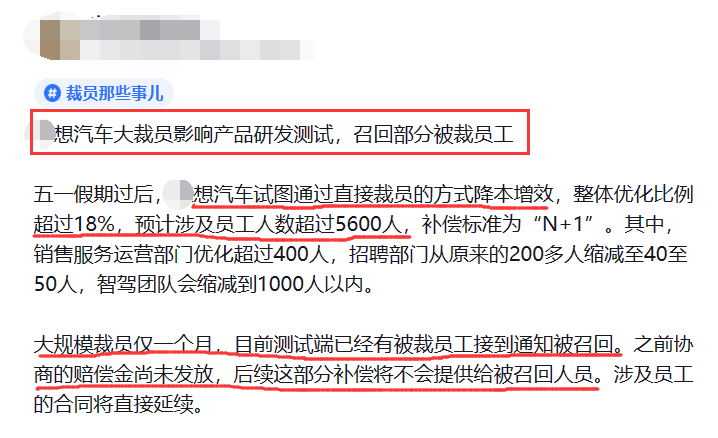 # 裁员那些事儿
想汽车大裁员影响产品研发测试，召回部分被裁员工
五一假期过后，想汽车试图通过直接裁员的方式降本增效，整体优化比例
超过18%，预计涉及员工人数超过5600人，补偿标准为“N+1”。其中，
销售服务运营部门优化超过400人，招聘部门从原来的200多人缩减至40至
50人，智驾团队会缩减到1000人以内。
大规模裁员仅一个月，目前测试端已经有被裁员工接到通知被召回。之前协
商的赔偿金尚未发放，后续这部分补偿将不会提供给被召回人员。涉及员工
的合同将直接延续。